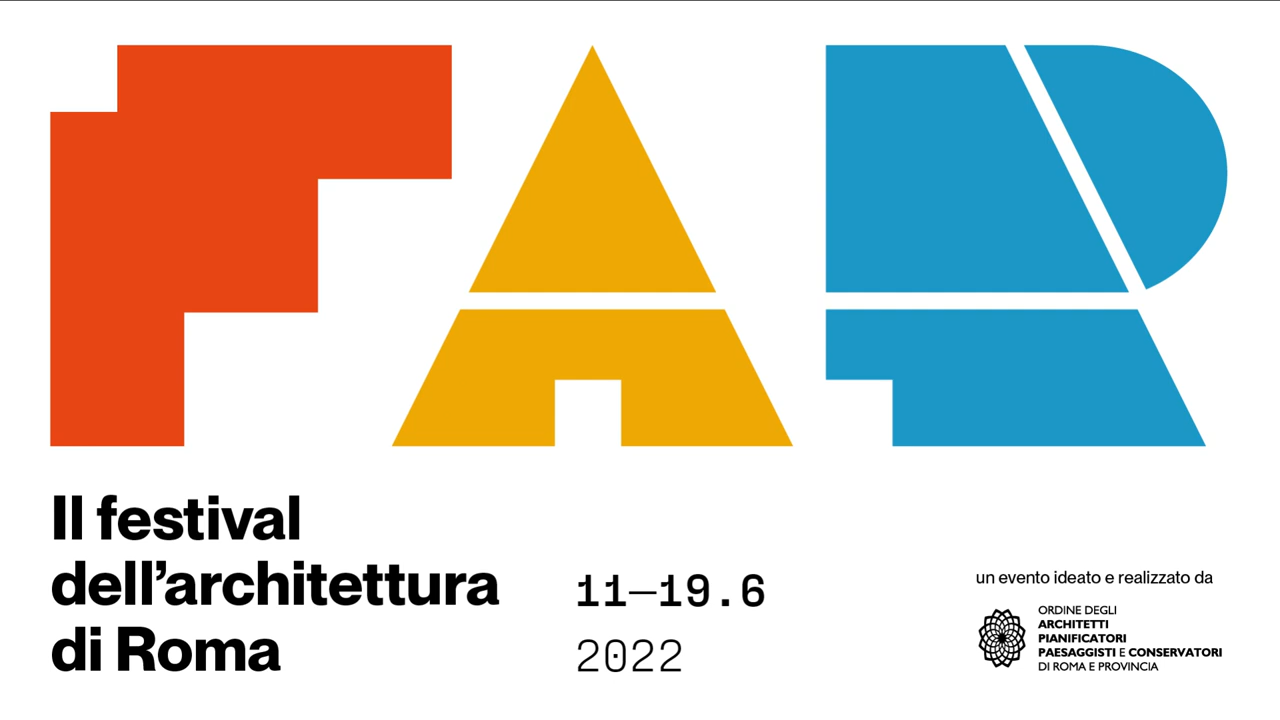 FAR
Il festival
dell’architettura
di Roma
11—19.6
2022
un evento ideato e realizzato da
ORDINE DEGLI
ARCHITETTI
PIANIFICATORI
PAESAGGISTI E CONSERVATORI
DI ROMA E PROVINCIA